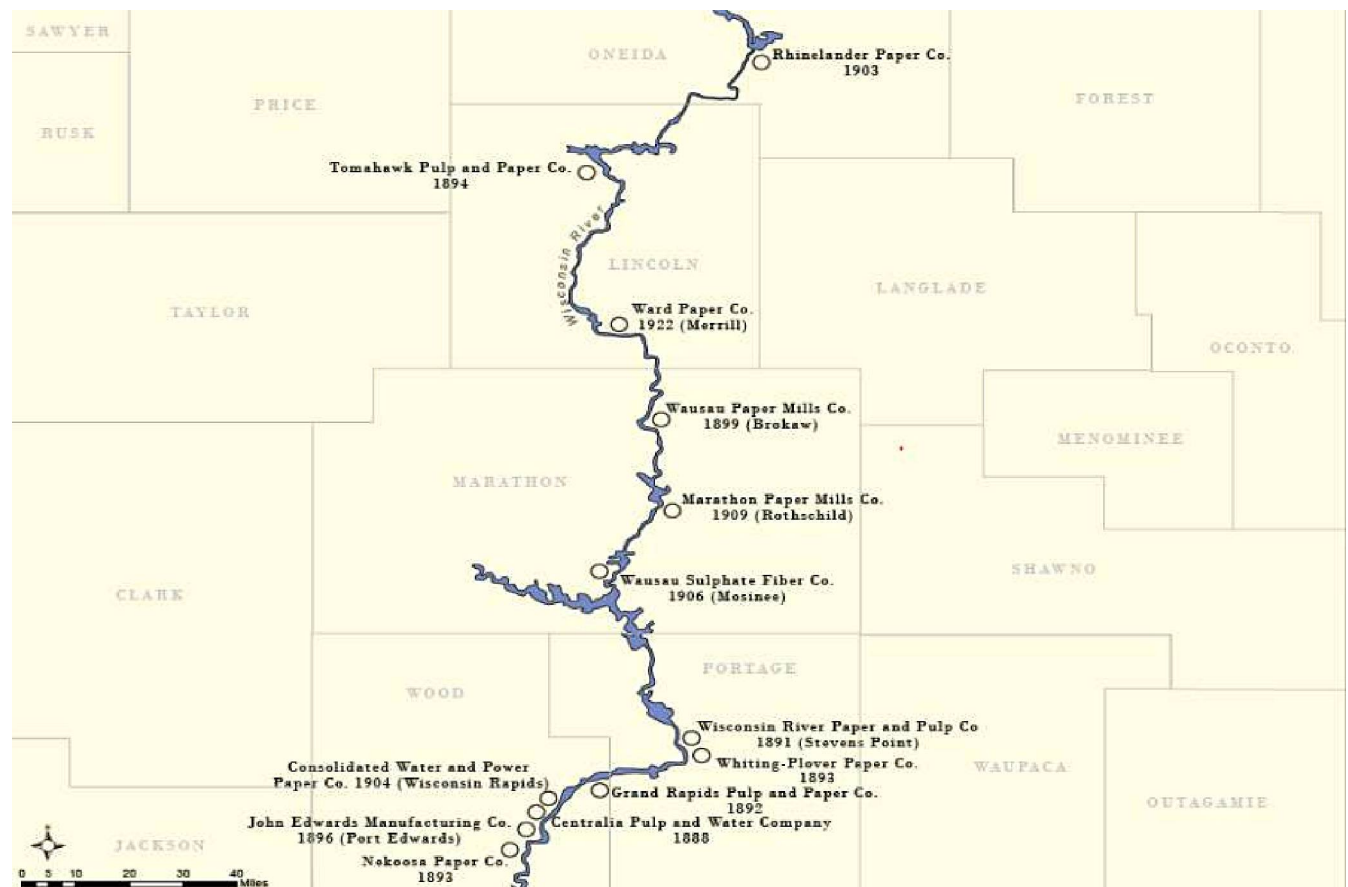 SAWYER
ONEIDA
Rhinelander Paper Co.
1903
PRICE
FOREST
RUSK
Tomahawk Pulp and Paper Co.
1894
Wisconsin River
LINCOLN
LANGLADE
TAYLOR
Ward Paper Co.
1922 (Merrill)
OCONTO
Wausau Paper Mills Co.
1899 (Brokaw)
MENOMINEE
MARATHON
Marathon Paper Mills Co.
1909 (Rothschild)
SHAWNO
Wausau Sulphate Fiber Co.
1906 (Mosinee)
CLARK
PORTAGE
WOOD
Wisconsin River Paper and Pulp Co
1891 (Stevens Point)
Whiting-Plover Paper Co.
1893
WAUPACA
Consolidated Water and Power
Paper Co. 1904 (Wisconsin Rapids)
Grand Rapids Pulp and Paper Co.
1892
OUTAGAMIE
John Edwards Manufacturing Co.
1896 (Port Edwards)
Centralia Pulp and Water Company
1888
JACKSON
Nekoosa Paper Co.
1893
0 5 10 20 30 40
Miles